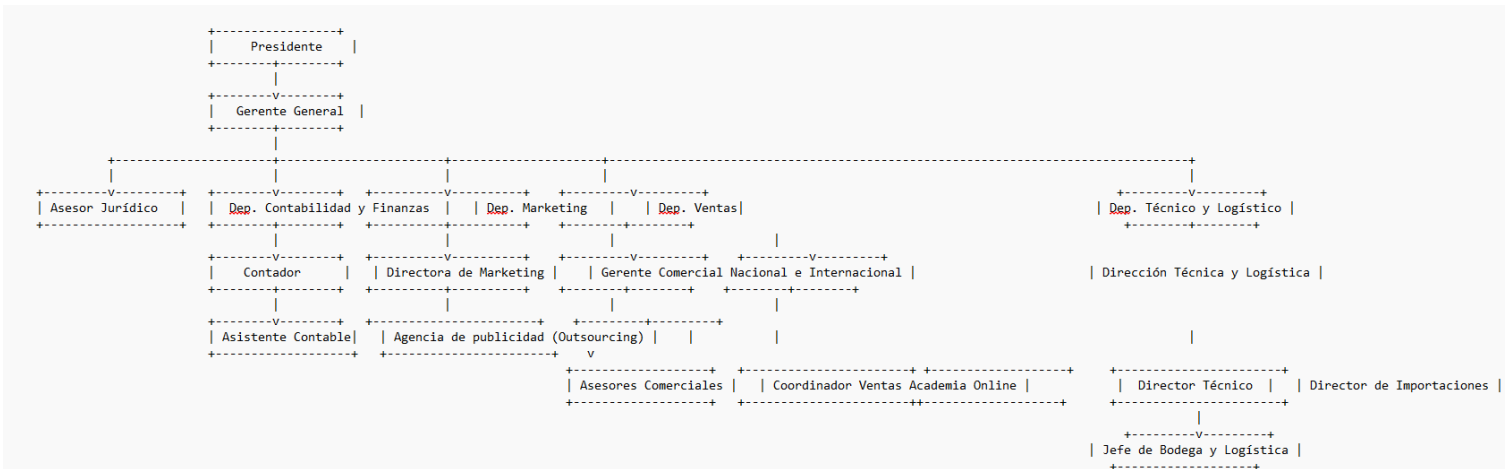 Presidente
Gerente General
Asesor Jurídico | Dep. Contabilidad y Finanzas | Dep. Marketing | Dep. Ventas | Dep. Técnico y Logístico
Contador | Directora de Marketing | Gerente Comercial Nacional e Internacional | Dirección Técnica y Logística
Asistente Contable | Agencia de publicidad (Outsourcing)
Asesores Comerciales | Coordinador Ventas Academia Online | Director Técnico | Director de Importaciones
Jefe de Bodega y Logística